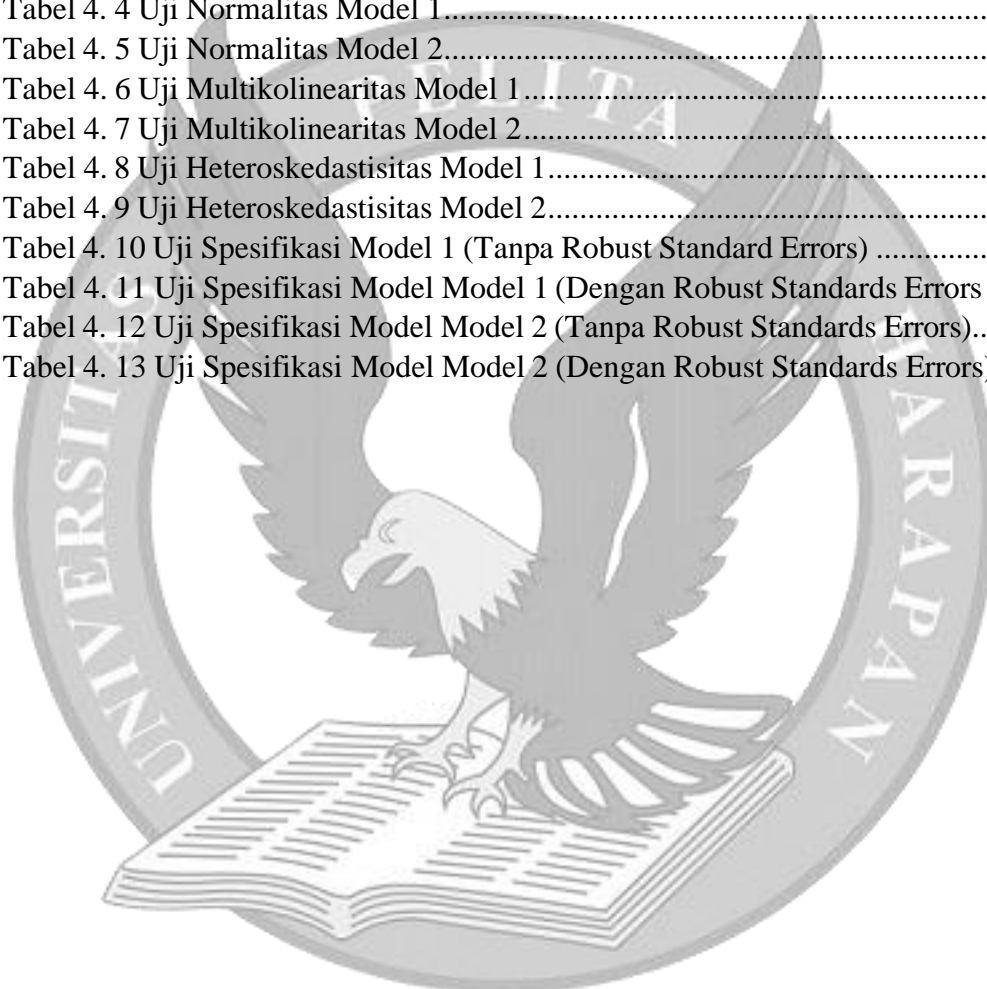 Tabel 4. 4 Uji Normalitas Model 1........................................................................
Tabel 4. 5 Uji Normalitas Model 2........................................................................
Tabel 4. 6 Uji Multikolinearitas Model 1..............................................................
Tabel 4. 7 Uji Multikolinearitas Model 2..............................................................
Tabel 4. 8 Uji Heteroskedastisitas Model 1...........................................................
Tabel 4. 9 Uji Heteroskedastisitas Model 2...........................................................
Tabel 4. 10 Uji Spesifikasi Model 1 (Tanpa Robust Standard Errors) ...............
Tabel 4. 11 Uji Spesifikasi Model Model 1 (Dengan Robust Standards Errors
Tabel 4. 12 Uji Spesifikasi Model Model 2 (Tanpa Robust Standards Errors)..
Tabel 4. 13 Uji Spesifikasi Model Model 2 (Dengan Robust Standards Errors)
UNIVERSITAS PELITA HARAPAN